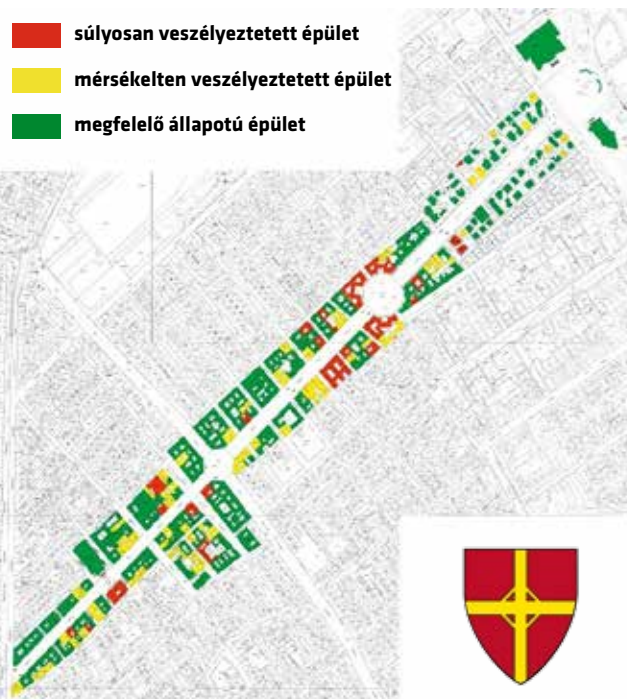 súlyosan veszélyeztetett épület
mérsékelten veszélyeztetett épület
megfelelő állapotú épület